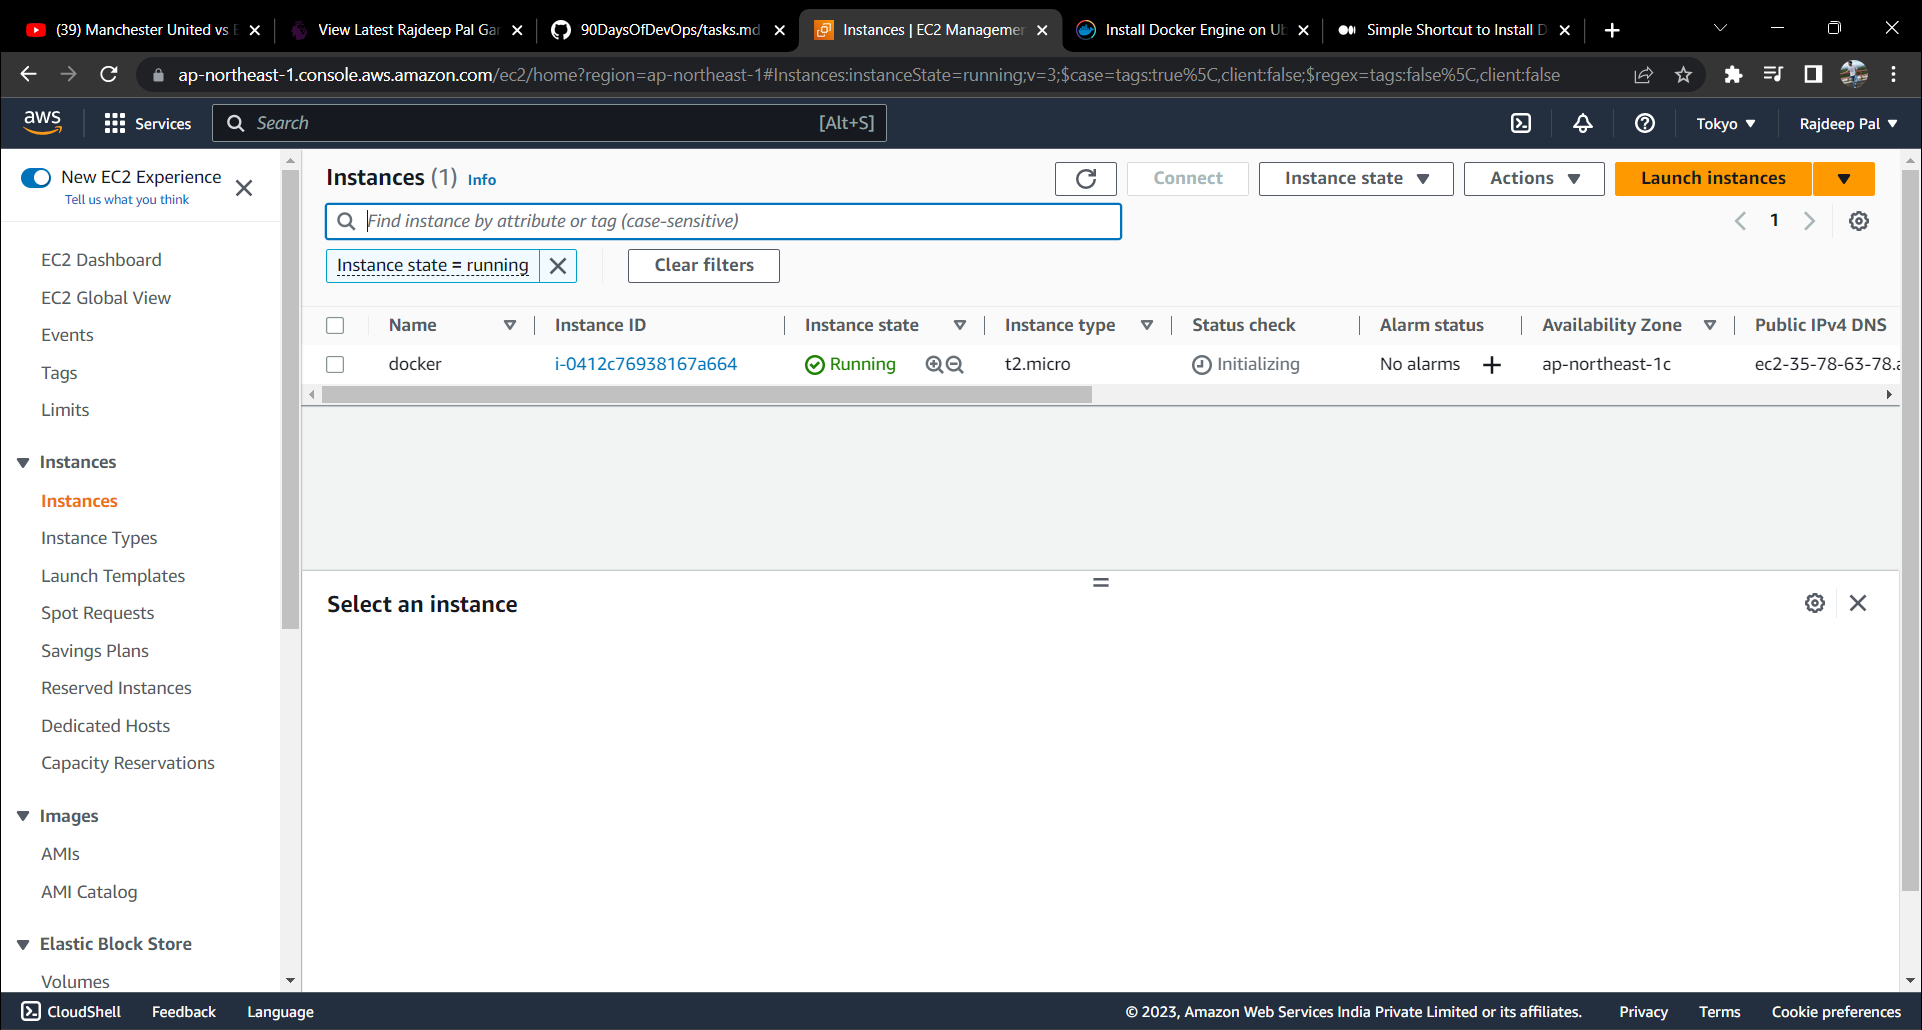 (39) Manchester United vs E
View Latest Rajdeep Pal Gar
90DaysOfDevOps/tasks.md
Instances | EC2 Managemen
Install Docker Engine on Ub
Simple Shortcut to Install D
ap-northeast-1.console.aws.amazon.com/ec2/home?region=ap-northeast-1#Instances:instanceState=running;v=3;$case=tags:true%5C,client:false;$regex=tags:false%5C,client:false
aws
Services
Search
[Alt+S]
Tokyo
Rajdeep Pal
New EC2 Experience
Tell us what you think
EC2 Dashboard
EC2 Global View
Events
Tags
Limits
Instances
Instances
Instance Types
Launch Templates
Spot Requests
Savings Plans
Reserved Instances
Dedicated Hosts
Capacity Reservations
Images
AMIs
AMI Catalog
Elastic Block Store
Volumes
Instances (1) Info
Connect
Instance state
Actions
Launch instances
Find instance by attribute or tag (case-sensitive)
1
Instance state = running
Clear filters
Name Instance ID Instance state Instance type Status check Alarm status Availability Zone Public IPv4 DNS
docker i-0412c76938167a664 Running t2.micro Initializing No alarms ap-northeast-1c ec2-35-78-63-78.a
Select an instance
CloudShell
Feedback
Language
© 2023, Amazon Web Services India Private Limited or its affiliates.
Privacy
Terms
Cookie preferences